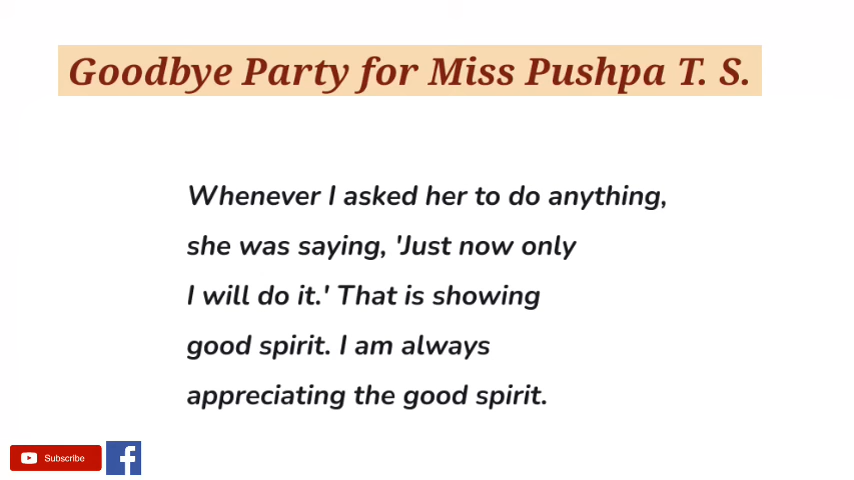 Goodbye Party for Miss Pushpa T. S.
Whenever I asked her to do anything,
she was saying, 'Just now only
I will do it.' That is showing
good spirit. I am always
appreciating the good spirit.
Subscribe